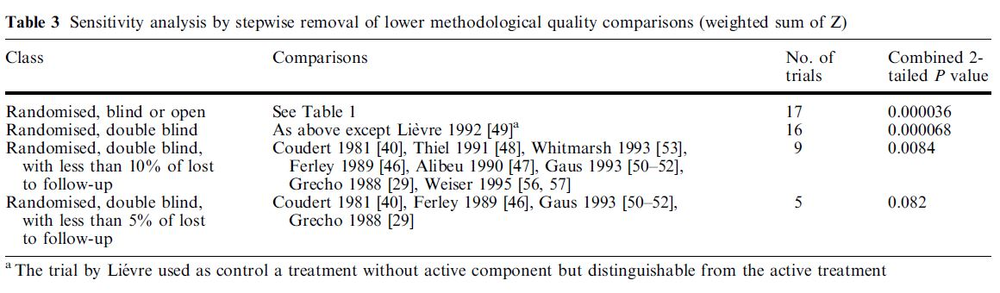 Table 3 Sensitivity analysis by stepwise removal of lower methodological quality comparisons (weighted sum of Z)
Class Comparisons No. of trials Combined 2-tailed P value
Randomised, blind or open See Table 1 17 0.000036
Randomised, double blind As above except Lièvre 1992 [49]a 16 0.000068
Randomised, double blind, Coudert 1981 [40], Thiel 1991 [48], Whitmarsh 1993 [53], 9 0.0084
with less than 10% of lost Ferley 1989 [46], Alibeu 1990 [47], Gaus 1993 [50–52],
to follow-up Grecho 1988 [29], Weiser 1995 [56, 57]
Randomised, double blind, Coudert 1981 [40], Ferley 1989 [46], Gaus 1993 [50–52], 5 0.082
with less than 5% of lost Grecho 1988 [29]
to follow-up
a The trial by Liévre used as control a treatment without active component but distinguishable from the active treatment